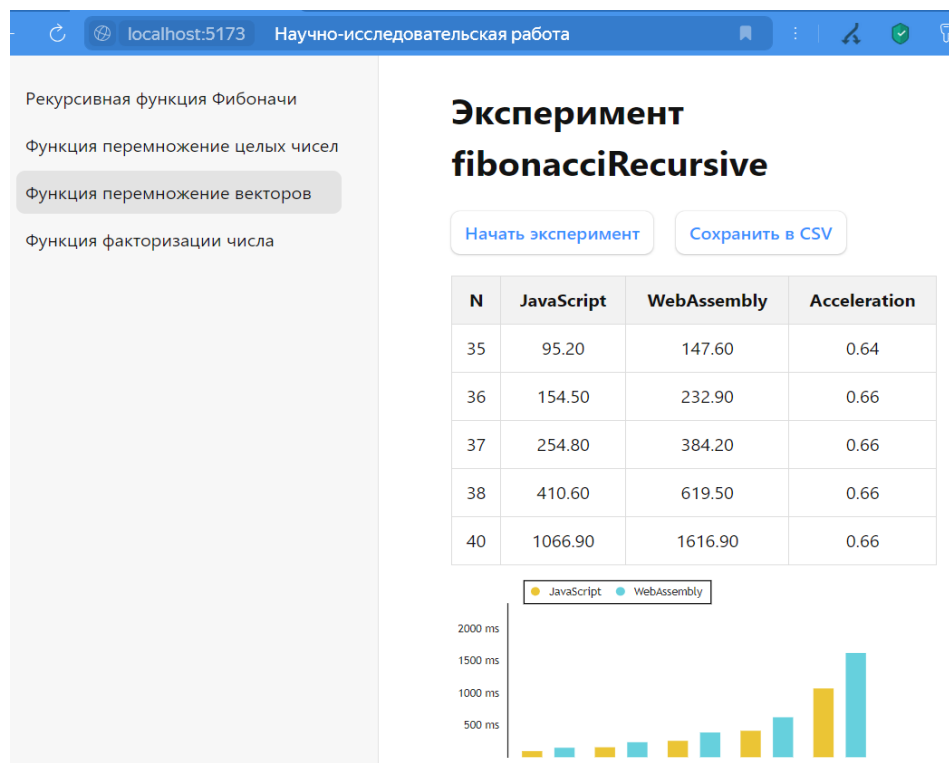 localhost:5173 Научно-исследовательская работа
Рекурсивная функция Фибоначи
Функция перемножение целых чисел
Функция перемножение векторов
Функция факторизации числа
Эксперимент
fibonacciRecursive
Начать эксперимент Сохранить в CSV
N JavaScript WebAssembly Acceleration
35 95.20 147.60 0.64
36 154.50 232.90 0.66
37 254.80 384.20 0.66
38 410.60 619.50 0.66
40 1066.90 1616.90 0.66
JavaScript WebAssembly
2000 ms
1500 ms
1000 ms
500 ms